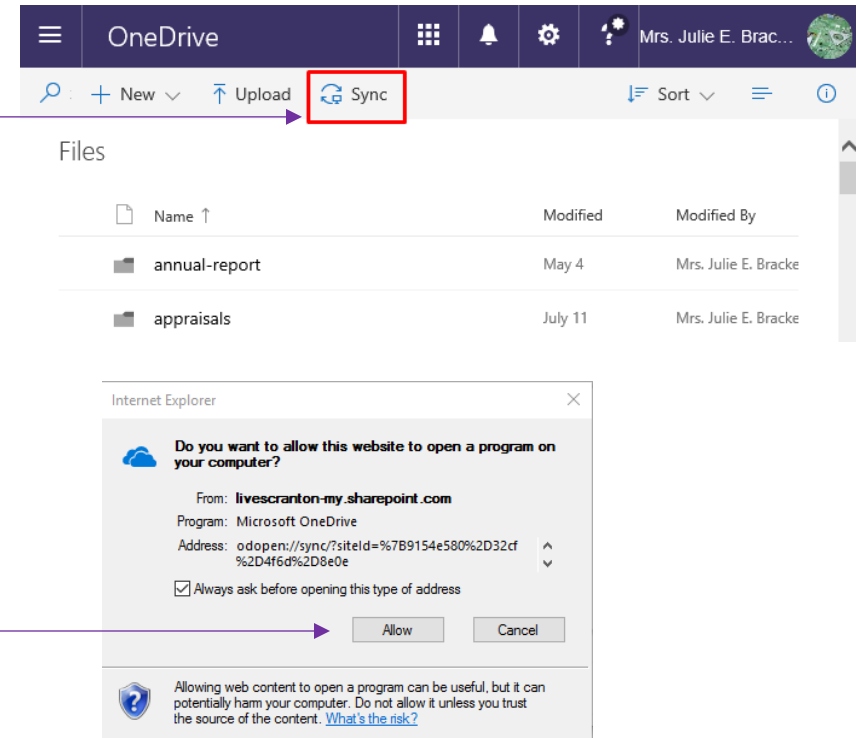 OneDrive Mrs. Julie E. Brac...
New Upload Sync Sort
Files
Name ↑ Modified Modified By
annual-report May 4 Mrs. Julie E. Bracke
appraisals July 11 Mrs. Julie E. Bracke
Internet Explorer
Do you want to allow this website to open a program on
your computer?
From: livescranton-my.sharepoint.com
Program: Microsoft OneDrive
Address: odopen://sync/?siteId=%7B9154e580%2D32cf
%2D4f6d%2D8e0e
Always ask before opening this type of address
Allow Cancel
Allowing web content to open a program can be useful, but it can
potentially harm your computer. Do not allow it unless you trust
the source of the content. What's the risk?